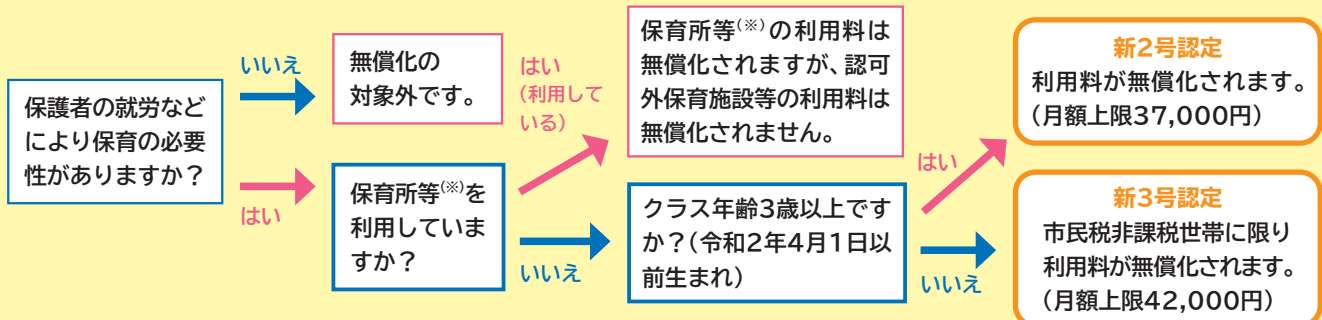 保護者の就労など
により保育の必要
性がありますか？
いいえ
はい
無償化の
対象外です。
保育所等(※)を
利用していま
すか？
はい
(利用して
いる)
いいえ
保育所等(※)の利用料は
無償化されますが、認可
外保育施設等の利用料は
無償化されません。
クラス年齢3歳以上です
か？(令和2年4月1日以
前生まれ)
はい
いいえ
新2号認定
利用料が無償化されます。
(月額上限37,000円)
新3号認定
市民税非課税世帯に限り
利用料が無償化されます。
(月額上限42,000円)